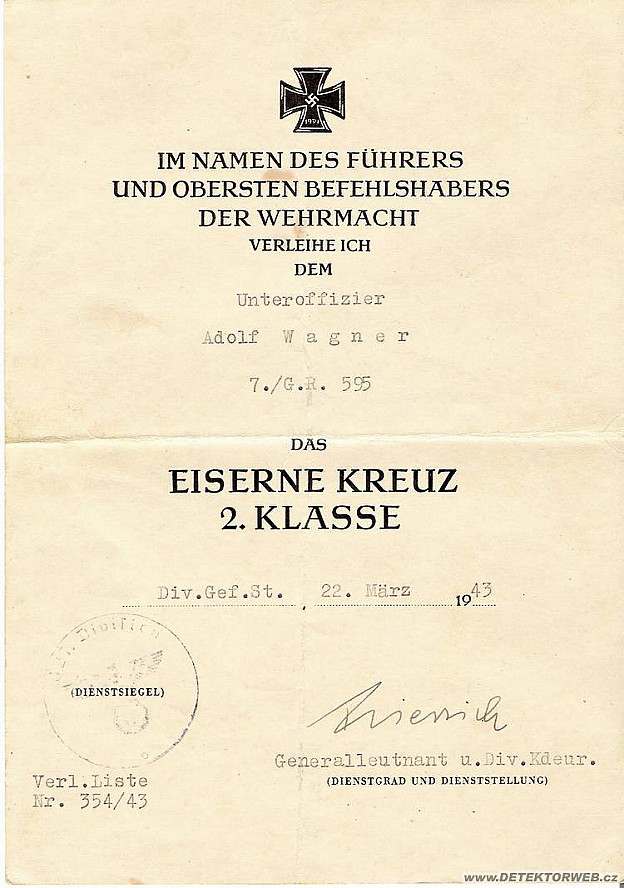 IM NAMEN DES FÜHRERS
UND OBERSTEN BEFEHLSHABERS
DER WEHRMACHT
VERLEIHE ICH
DEM
Unteroffizier
Adolf Wagner
7./G.R. 595
DAS
EISERNE KREUZ
2. KLASSE
Div.Gef.St. , 22. März 1943
Division
(DIENSTSIEGEL)
Generalleutnant u.Div.Kdeur.
(DIENSTGRAD UND DIENSTSTELLUNG)
Verl.Liste
Nr. 354/43
www.DETEKTORWEB.cz